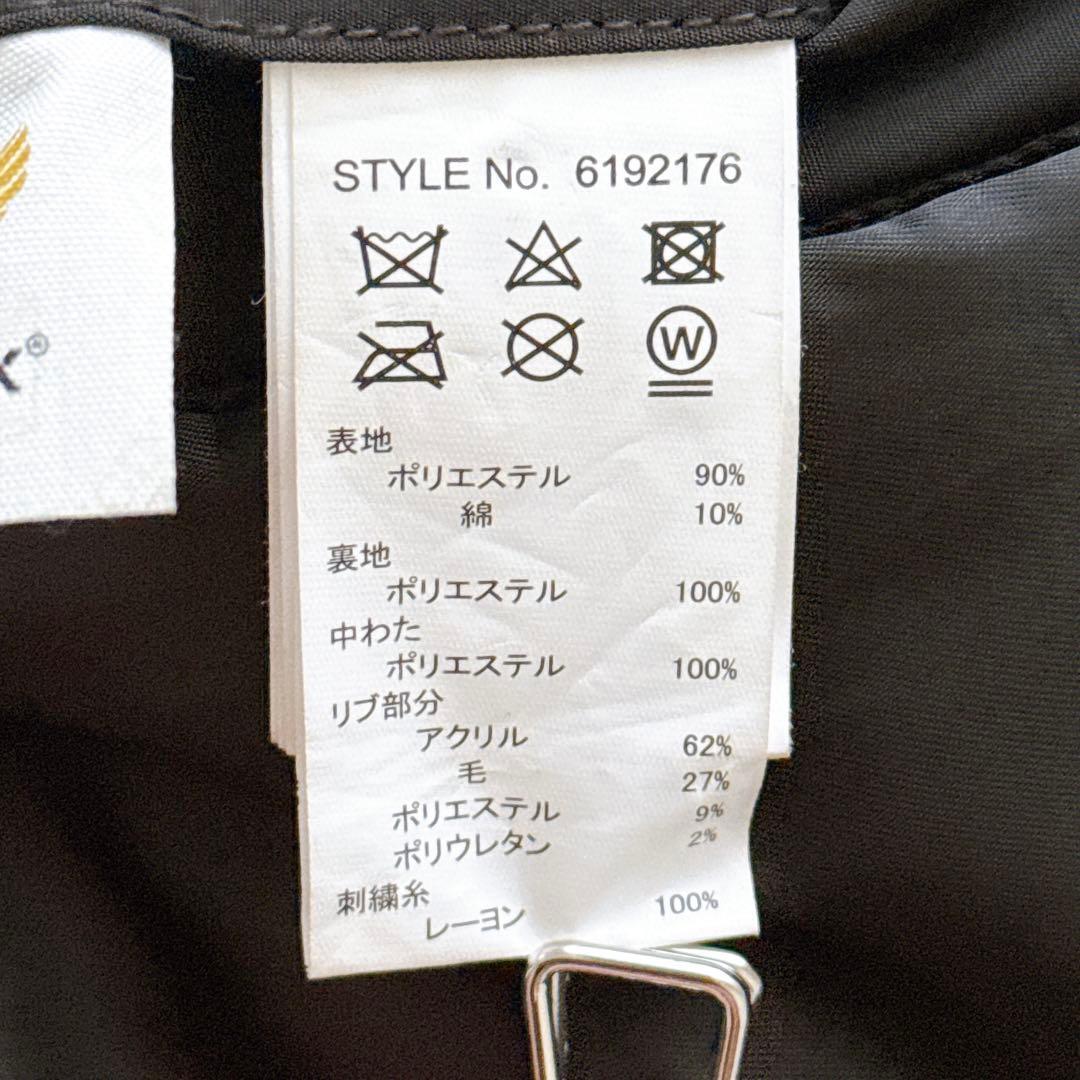 STYLE No. 6192176
W
表地
ポリエステル 90%
綿 10%
裏地
ポリエステル 100%
中わた
ポリエステル 100%
リブ部分
アクリル 62%
毛 27%
ポリエステル 9%
ポリウレタン 2%
刺繍糸
レーヨン 100%